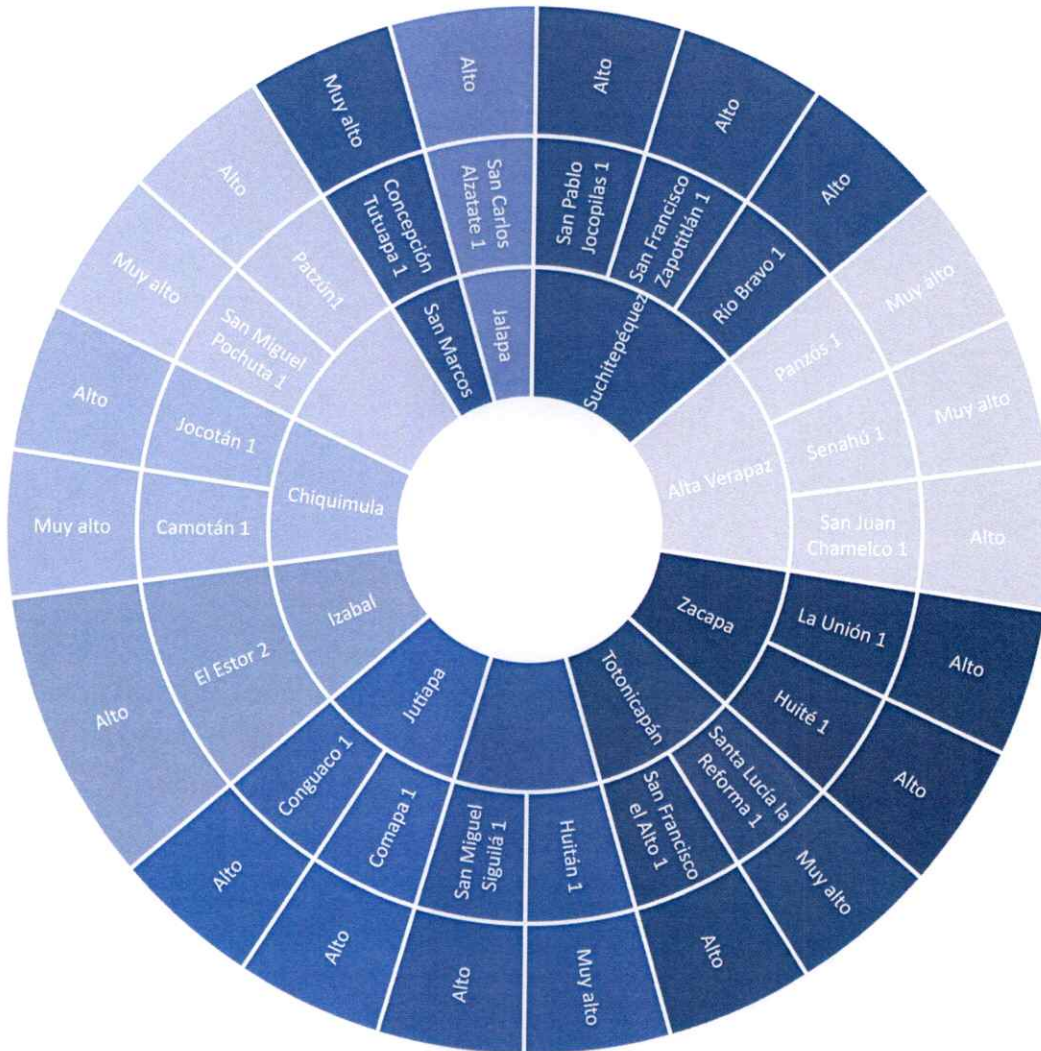 Suchitepéquez
San Pablo
Jocopilas 1
Alto
San Francisco
Zapotitlán 1
Alto
Río Bravo 1
Alto
Alta Verapaz
Panzos 1
Muy alto
Senahú 1
Muy alto
San Juan
Chamelco 1
Alto
Zacapa
La Unión 1
Alto
Huité 1
Alto
Totonicapán
Santa Lucía la
Reforma 1
Muy alto
San Francisco
el Alto 1
Alto
Huitán 1
Muy alto
San Miguel
Siguilá 1
Alto
Jutiapa
Comapa 1
Alto
Conguaco 1
Alto
Izabal
El Estor 2
Alto
Chiquimula
Camotán 1
Muy alto
Jocotán 1
Alto
San Miguel
Pochuta 1
Muy alto
Patzún1
Alto
San Marcos
Concepción
Tutuapa 1
Muy alto
Jalapa
San Carlos
Alzatate 1
Alto